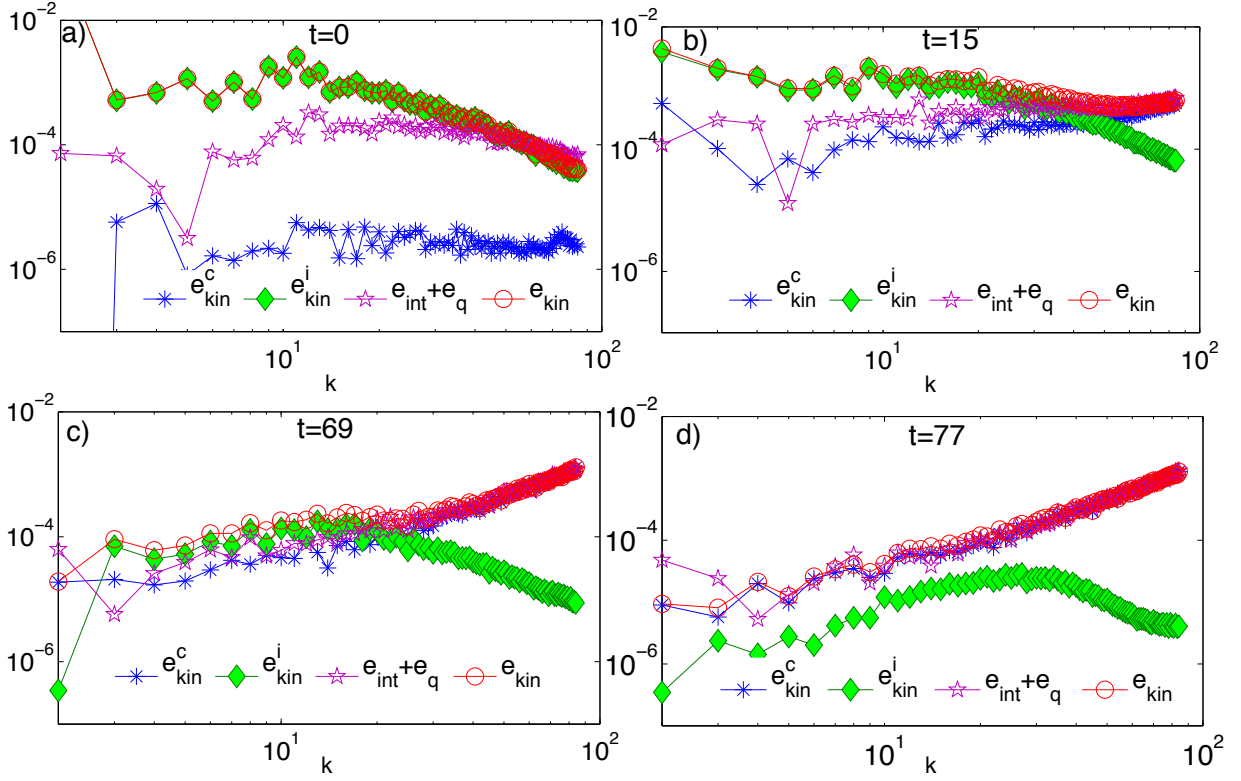 a) t=0
10^-2
10^-4
10^-6
e^c_kin e^i_kin e_int+e_q e_kin
10^1 10^2
k
b) t=15
10^-2
10^-4
10^-6
e^c_kin e^i_kin e_int+e_q e_kin
10^1 10^2
k
c) t=69
10^-2
10^-4
10^-6
e^c_kin e^i_kin e_int+e_q e_kin
10^1 10^2
k
d) t=77
10^-2
10^-4
10^-6
e^c_kin e^i_kin e_int+e_q e_kin
10^1 10^2
k